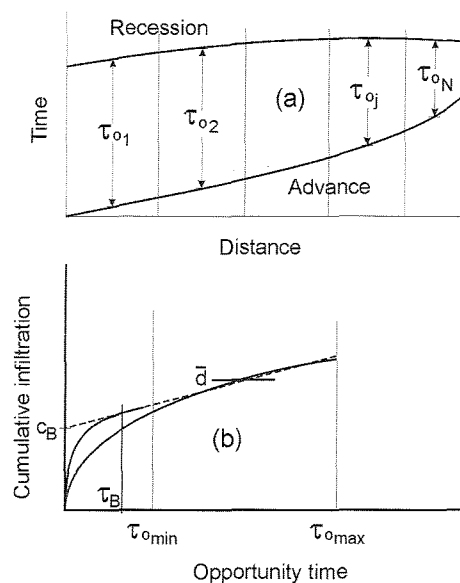 Recession
Time
τo1
τo2
(a)
τoj
τoN
Advance
Distance
Cumulative infiltration
d̄
cB
(b)
τB
τomin
τomax
Opportunity time